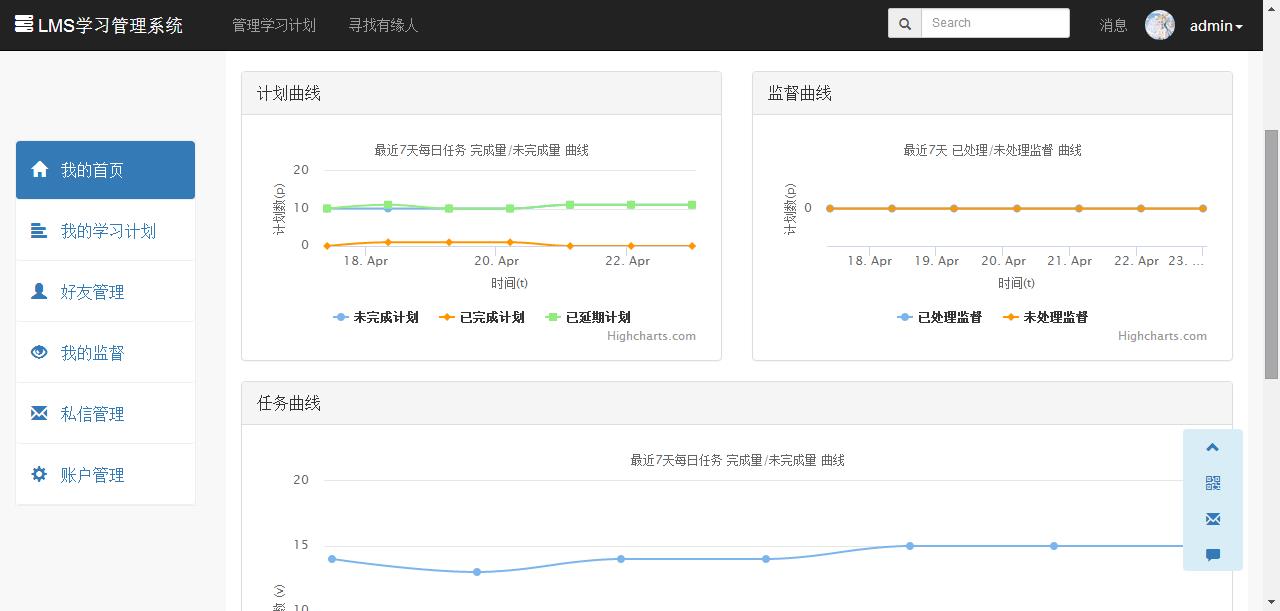 LMS学习管理系统 管理学习计划 寻找有缘人 Search 消息 admin
我的首页
我的学习计划
好友管理
我的监督
私信管理
账户管理
计划曲线
最近7天每日任务 完成量/未完成量 曲线
计划数(p)
20
10
0
18. Apr 20. Apr 22. Apr
时间(t)
未完成计划 已完成计划 已延期计划
Highcharts.com
监督曲线
最近7天 已处理/未处理监督 曲线
计划数(p)
0
18. Apr 19. Apr 20. Apr 21. Apr 22. Apr 23. ...
时间(t)
已处理监督 未处理监督
Highcharts.com
任务曲线
最近7天每日任务 完成量/未完成量 曲线
20
15
10